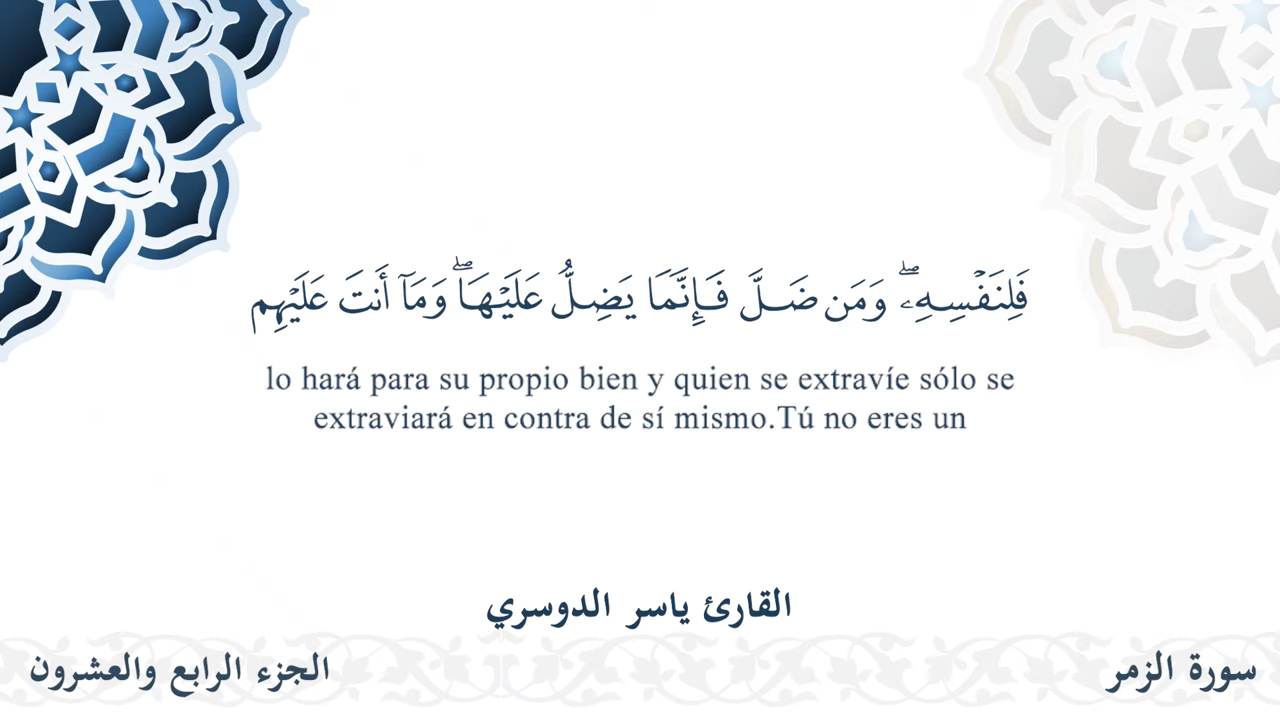 فَلِنَفْسِهِۦۖ وَمَن ضَلَّ فَإِنَّمَا يَضِلُّ عَلَيْهَاۖ وَمَآ أَنتَ عَلَيْهِم
lo hará para su propio bien y quien se extravíe sólo se
extraviará en contra de sí mismo.Tú no eres un
القارئ ياسر الدوسري
سورة الزمر
الجزء الرابع والعشرون